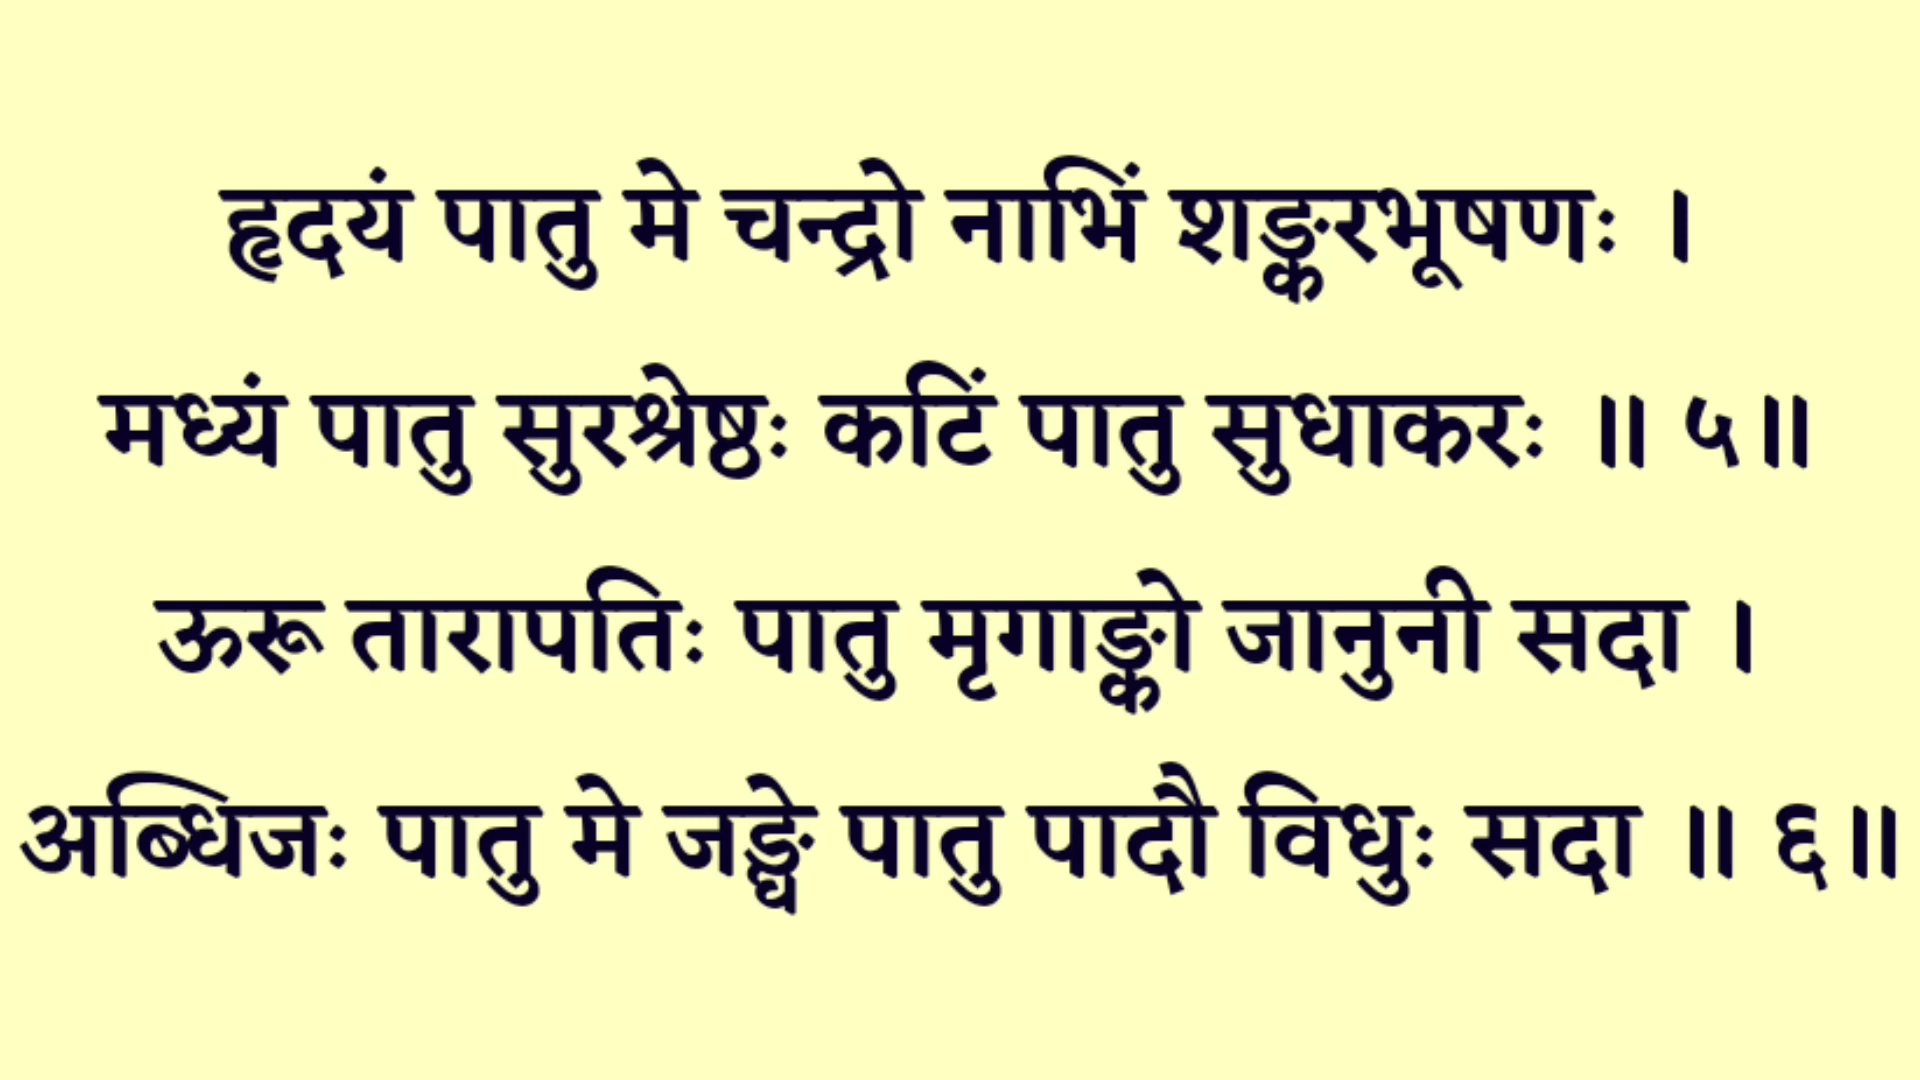 हृदयं पातु मे चन्द्रो नाभिं शङ्करभूषणः ।
मध्यं पातु सुरश्रेष्ठः कटिं पातु सुधाकरः ॥ ५॥
ऊरू तारापतिः पातु मृगाङ्को जानुनी सदा ।
अब्धिजः पातु मे जङ्घे पातु पादौ विधुः सदा ॥ ६॥